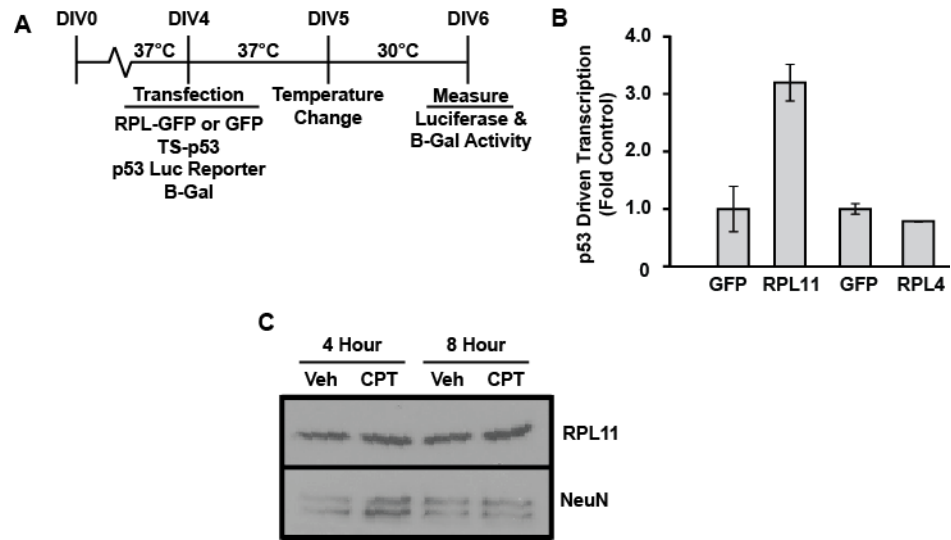 A
DIV0 DIV4 DIV5 DIV6
37°C 37°C 30°C
Transfection
RPL-GFP or GFP
TS-p53
p53 Luc Reporter
B-Gal
Temperature
Change
Measure
Luciferase &
B-Gal Activity
B
p53 Driven Transcription
(Fold Control)
4.0
3.0
2.0
1.0
0
GFP RPL11 GFP RPL4
C
4 Hour 8 Hour
Veh CPT Veh CPT
RPL11
NeuN